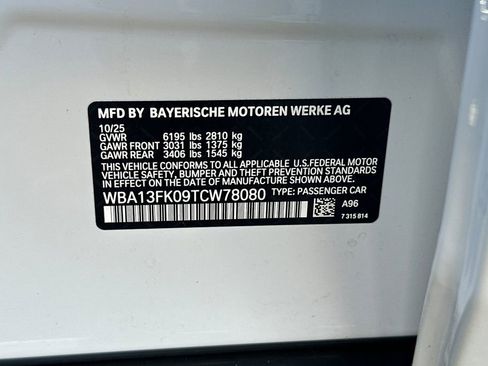 MFD BY BAYERISCHE MOTOREN WERKE AG
10/25
GVWR 6195 lbs 2810 kg
GAWR FRONT 3031 lbs 1375 kg
GAWR REAR 3406 lbs 1545 kg
THIS VEHICLE CONFORMS TO ALL APPLICABLE U.S.FEDERAL MOTOR
VEHICLE SAFETY, BUMPER AND THEFT PREVENTION STANDARDS
IN EFFECT ON THE DATE OF MANUFACTURE SHOWN ABOVE.
WBA13FK09TCW78080 TYPE: PASSENGER CAR
A96
7 315 814